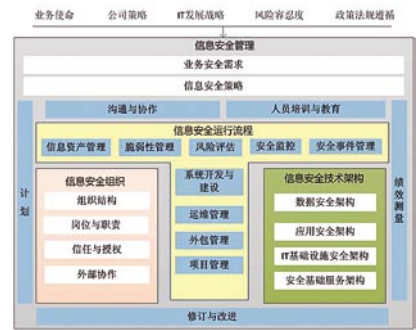 业务使命 公司策略 IT发展战略 风险容忍度 政策法规遵循
信息安全管理
业务安全需求
信息安全策略
沟通与协作 人员培训与教育
信息安全运行流程
信息资产管理 脆弱性管理 风险评估 安全监控 安全事件管理
计划
绩效测量
信息安全组织
组织结构
岗位与职责
信任与授权
外部协作
系统开发与
建设
运维管理
外包管理
项目管理
信息安全技术架构
数据安全架构
应用安全架构
IT基础设施安全架构
安全基础服务架构
修订与改进